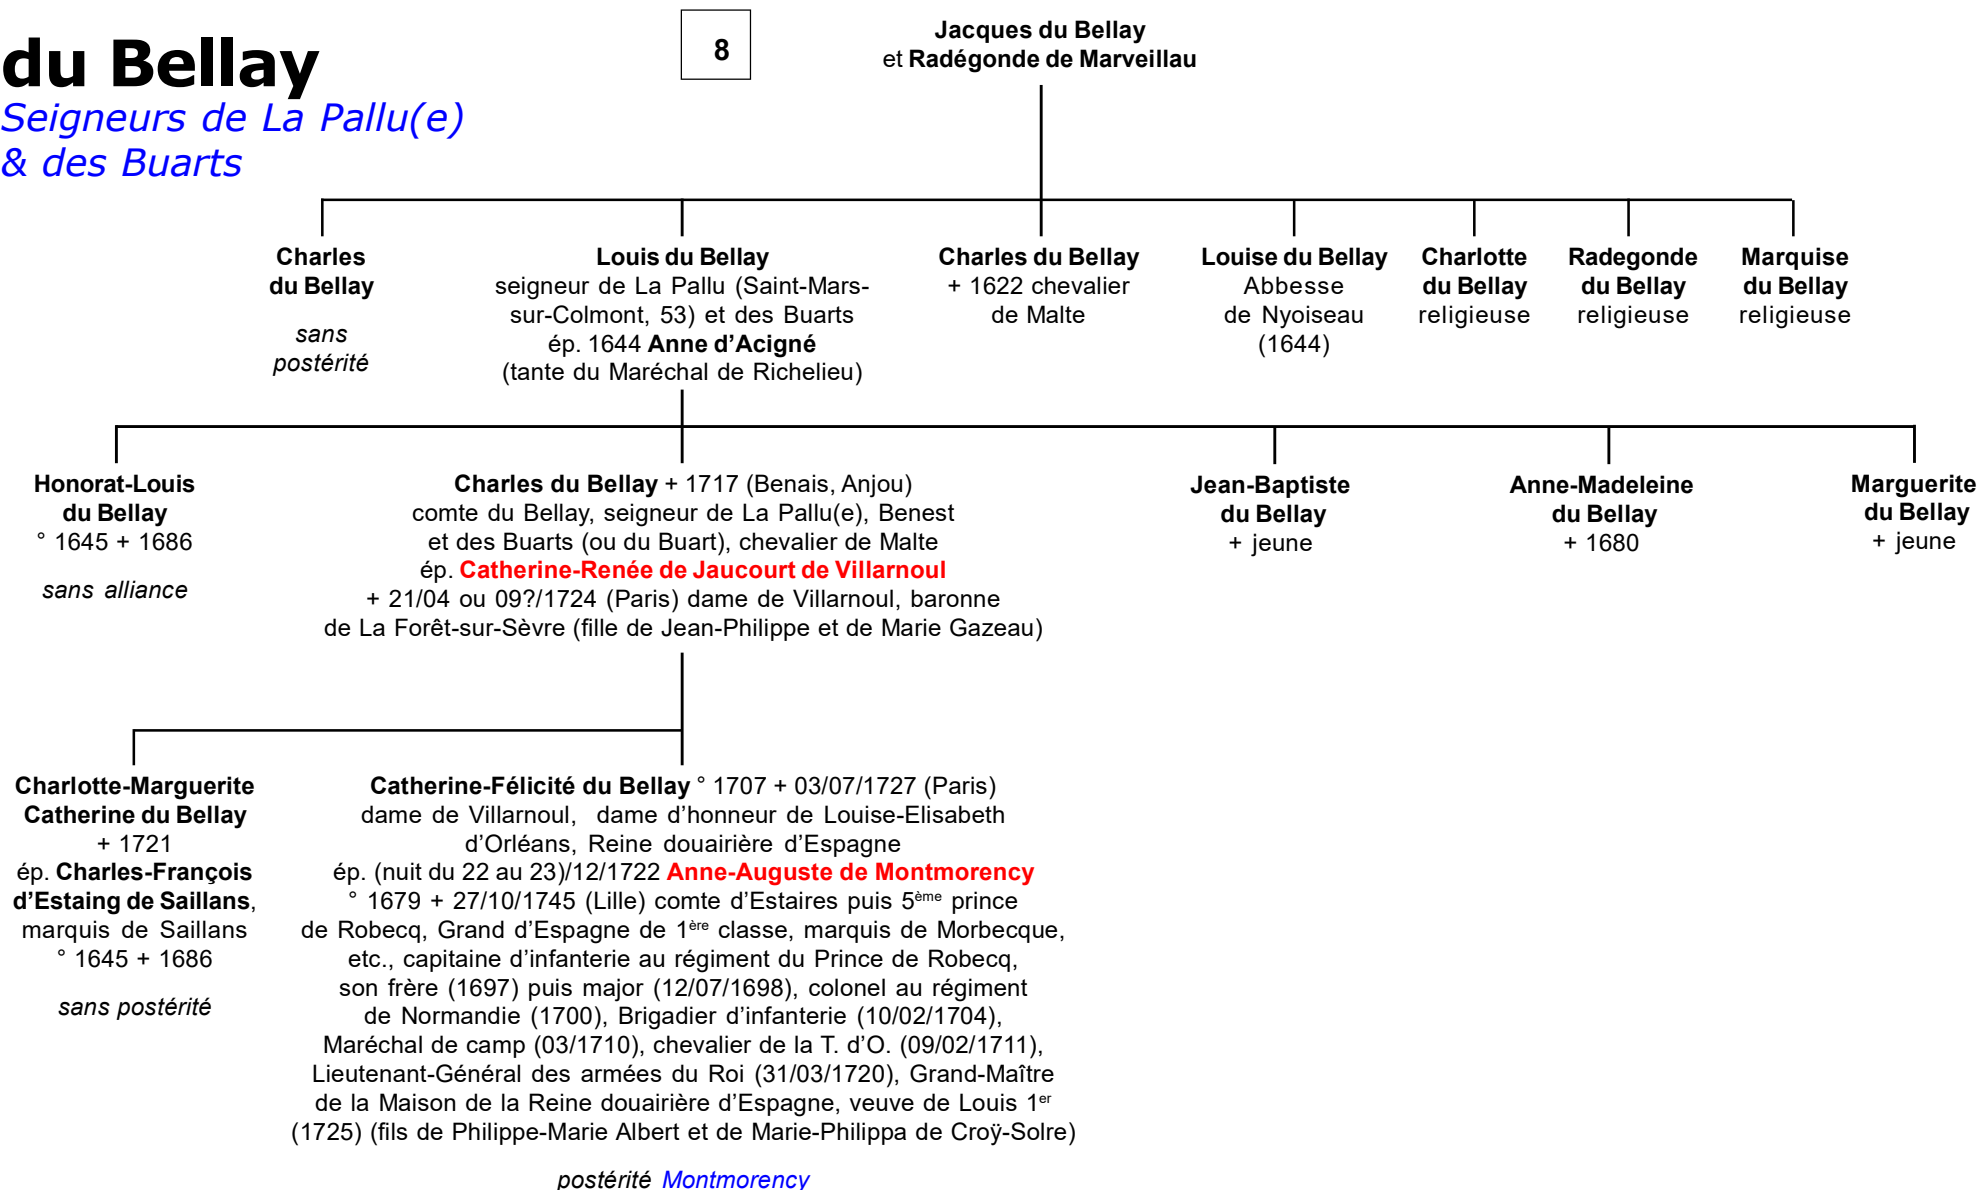 du Bellay
Seigneurs de La Pallu(e)
& des Buarts
8
Jacques du Bellay
et Radégonde de Marveillau
Charles
du Bellay
sans
postérité
Louis du Bellay
seigneur de La Pallu (Saint-Mars-
sur-Colmont, 53) et des Buarts
ép. 1644 Anne d’Acigné
(tante du Maréchal de Richelieu)
Charles du Bellay
+ 1622 chevalier
de Malte
Louise du Bellay
Abbesse
de Nyoiseau
(1644)
Charlotte
du Bellay
religieuse
Radegonde
du Bellay
religieuse
Marquise
du Bellay
religieuse
Honorat-Louis
du Bellay
° 1645 + 1686
sans alliance
Charles du Bellay + 1717 (Benais, Anjou)
comte du Bellay, seigneur de La Pallu(e), Benest
et des Buarts (ou du Buart), chevalier de Malte
ép. Catherine-Renée de Jaucourt de Villarnoul
+ 21/04 ou 09?/1724 (Paris) dame de Villarnoul, baronne
de La Forêt-sur-Sèvre (fille de Jean-Philippe et de Marie Gazeau)
Jean-Baptiste
du Bellay
+ jeune
Anne-Madeleine
du Bellay
+ 1680
Marguerite
du Bellay
+ jeune
Charlotte-Marguerite
Catherine du Bellay
+ 1721
ép. Charles-François
d’Estaing de Saillans,
marquis de Saillans
° 1645 + 1686
sans postérité
Catherine-Félicité du Bellay ° 1707 + 03/07/1727 (Paris)
dame de Villarnoul, dame d’honneur de Louise-Elisabeth
d’Orléans, Reine douairière d’Espagne
ép. (nuit du 22 au 23)/12/1722 Anne-Auguste de Montmorency
° 1679 + 27/10/1745 (Lille) comte d’Estaires puis 5ème prince
de Robecq, Grand d’Espagne de 1ère classe, marquis de Morbecque,
etc., capitaine d’infanterie au régiment du Prince de Robecq,
son frère (1697) puis major (12/07/1698), colonel au régiment
de Normandie (1700), Brigadier d’infanterie (10/02/1704),
Maréchal de camp (03/1710), chevalier de la T. d’O. (09/02/1711),
Lieutenant-Général des armées du Roi (31/03/1720), Grand-Maître
de la Maison de la Reine douairière d’Espagne, veuve de Louis 1er
(1725) (fils de Philippe-Marie Albert et de Marie-Philippa de Croÿ-Solre)
postérité Montmorency